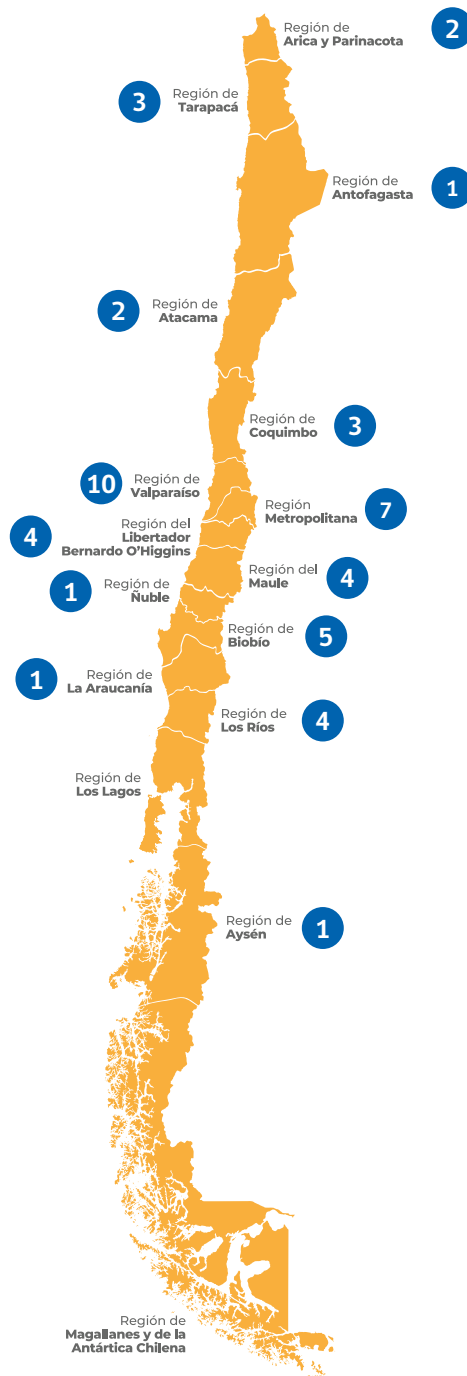 Región de
Arica y Parinacota
2
3
Región de
Tarapacá
Región de
Antofagasta
1
2
Región de
Atacama
Región de
Coquimbo
3
10
Región de
Valparaíso
Región
Metropolitana
7
4
Región del
Libertador
Bernardo O'Higgins
Región del
Maule
4
1
Región de
Ñuble
Región de
Biobío
5
1
Región de
La Araucanía
Región de
Los Ríos
4
Región de
Los Lagos
Región de
Aysén
1
Región de
Magallanes y de la
Antártica Chilena